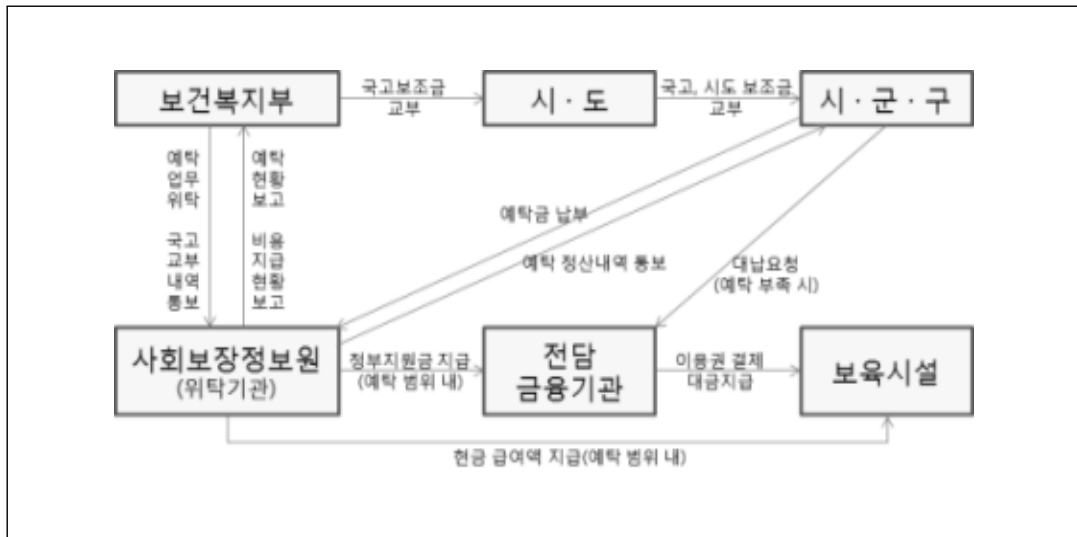 보건복지부
국고보조금
교부
시·도
국고, 시도 보조금
교부
시·군·구
예탁
업무
위탁
국고
교부
내역
통보
예탁
현황
보고
비용
지급
현황
보고
예탁금 납부
예탁 정산내역 통보
대납요청
(예탁 부족 시)
사회보장정보원
(위탁기관)
정부지원금 지급
(예탁 범위 내)
전담
금융기관
이용권 결제
대금지급
보육시설
현금 급여액 지급(예탁 범위 내)